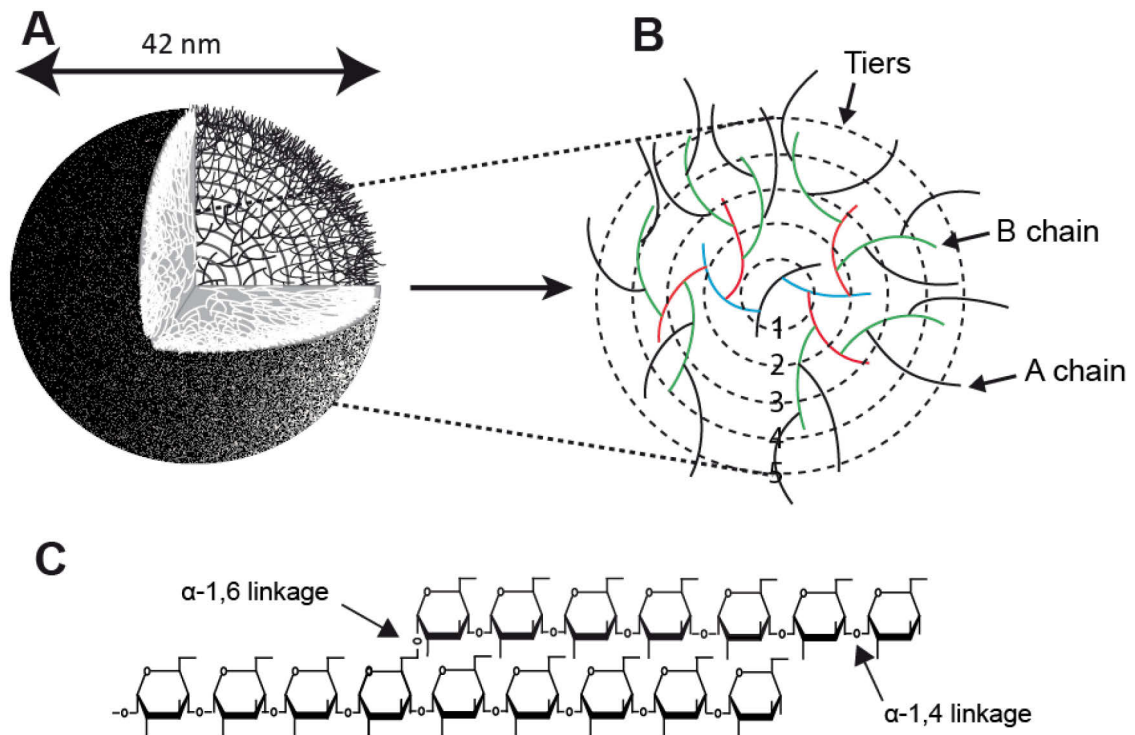 A
42 nm
B
Tiers
B chain
A chain
1
2
3
4
5
C
α-1,6 linkage
α-1,4 linkage
o o o o o o o
-o- -o- -o- -o- -o- -o-
o
o o o o o o o o o
-o- -o- -o- -o- -o- -o- -o- -o- -o-